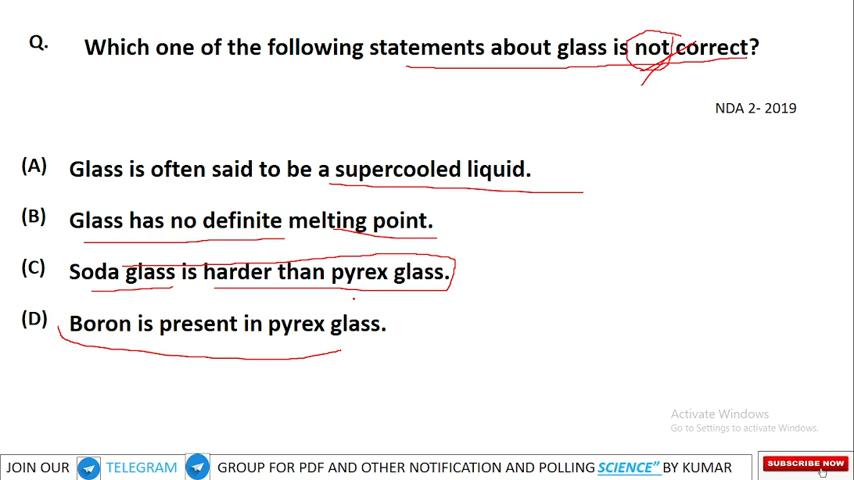 Q. Which one of the following statements about glass is not correct?
NDA 2- 2019
(A) Glass is often said to be a supercooled liquid.
(B) Glass has no definite melting point.
(C) Soda glass is harder than pyrex glass.
(D) Boron is present in pyrex glass.
Activate Windows
Go to Settings to activate Windows.
JOIN OUR TELEGRAM GROUP FOR PDF AND OTHER NOTIFICATION AND POLLING SCIENCE” BY KUMAR SUBSCRIBE NOW